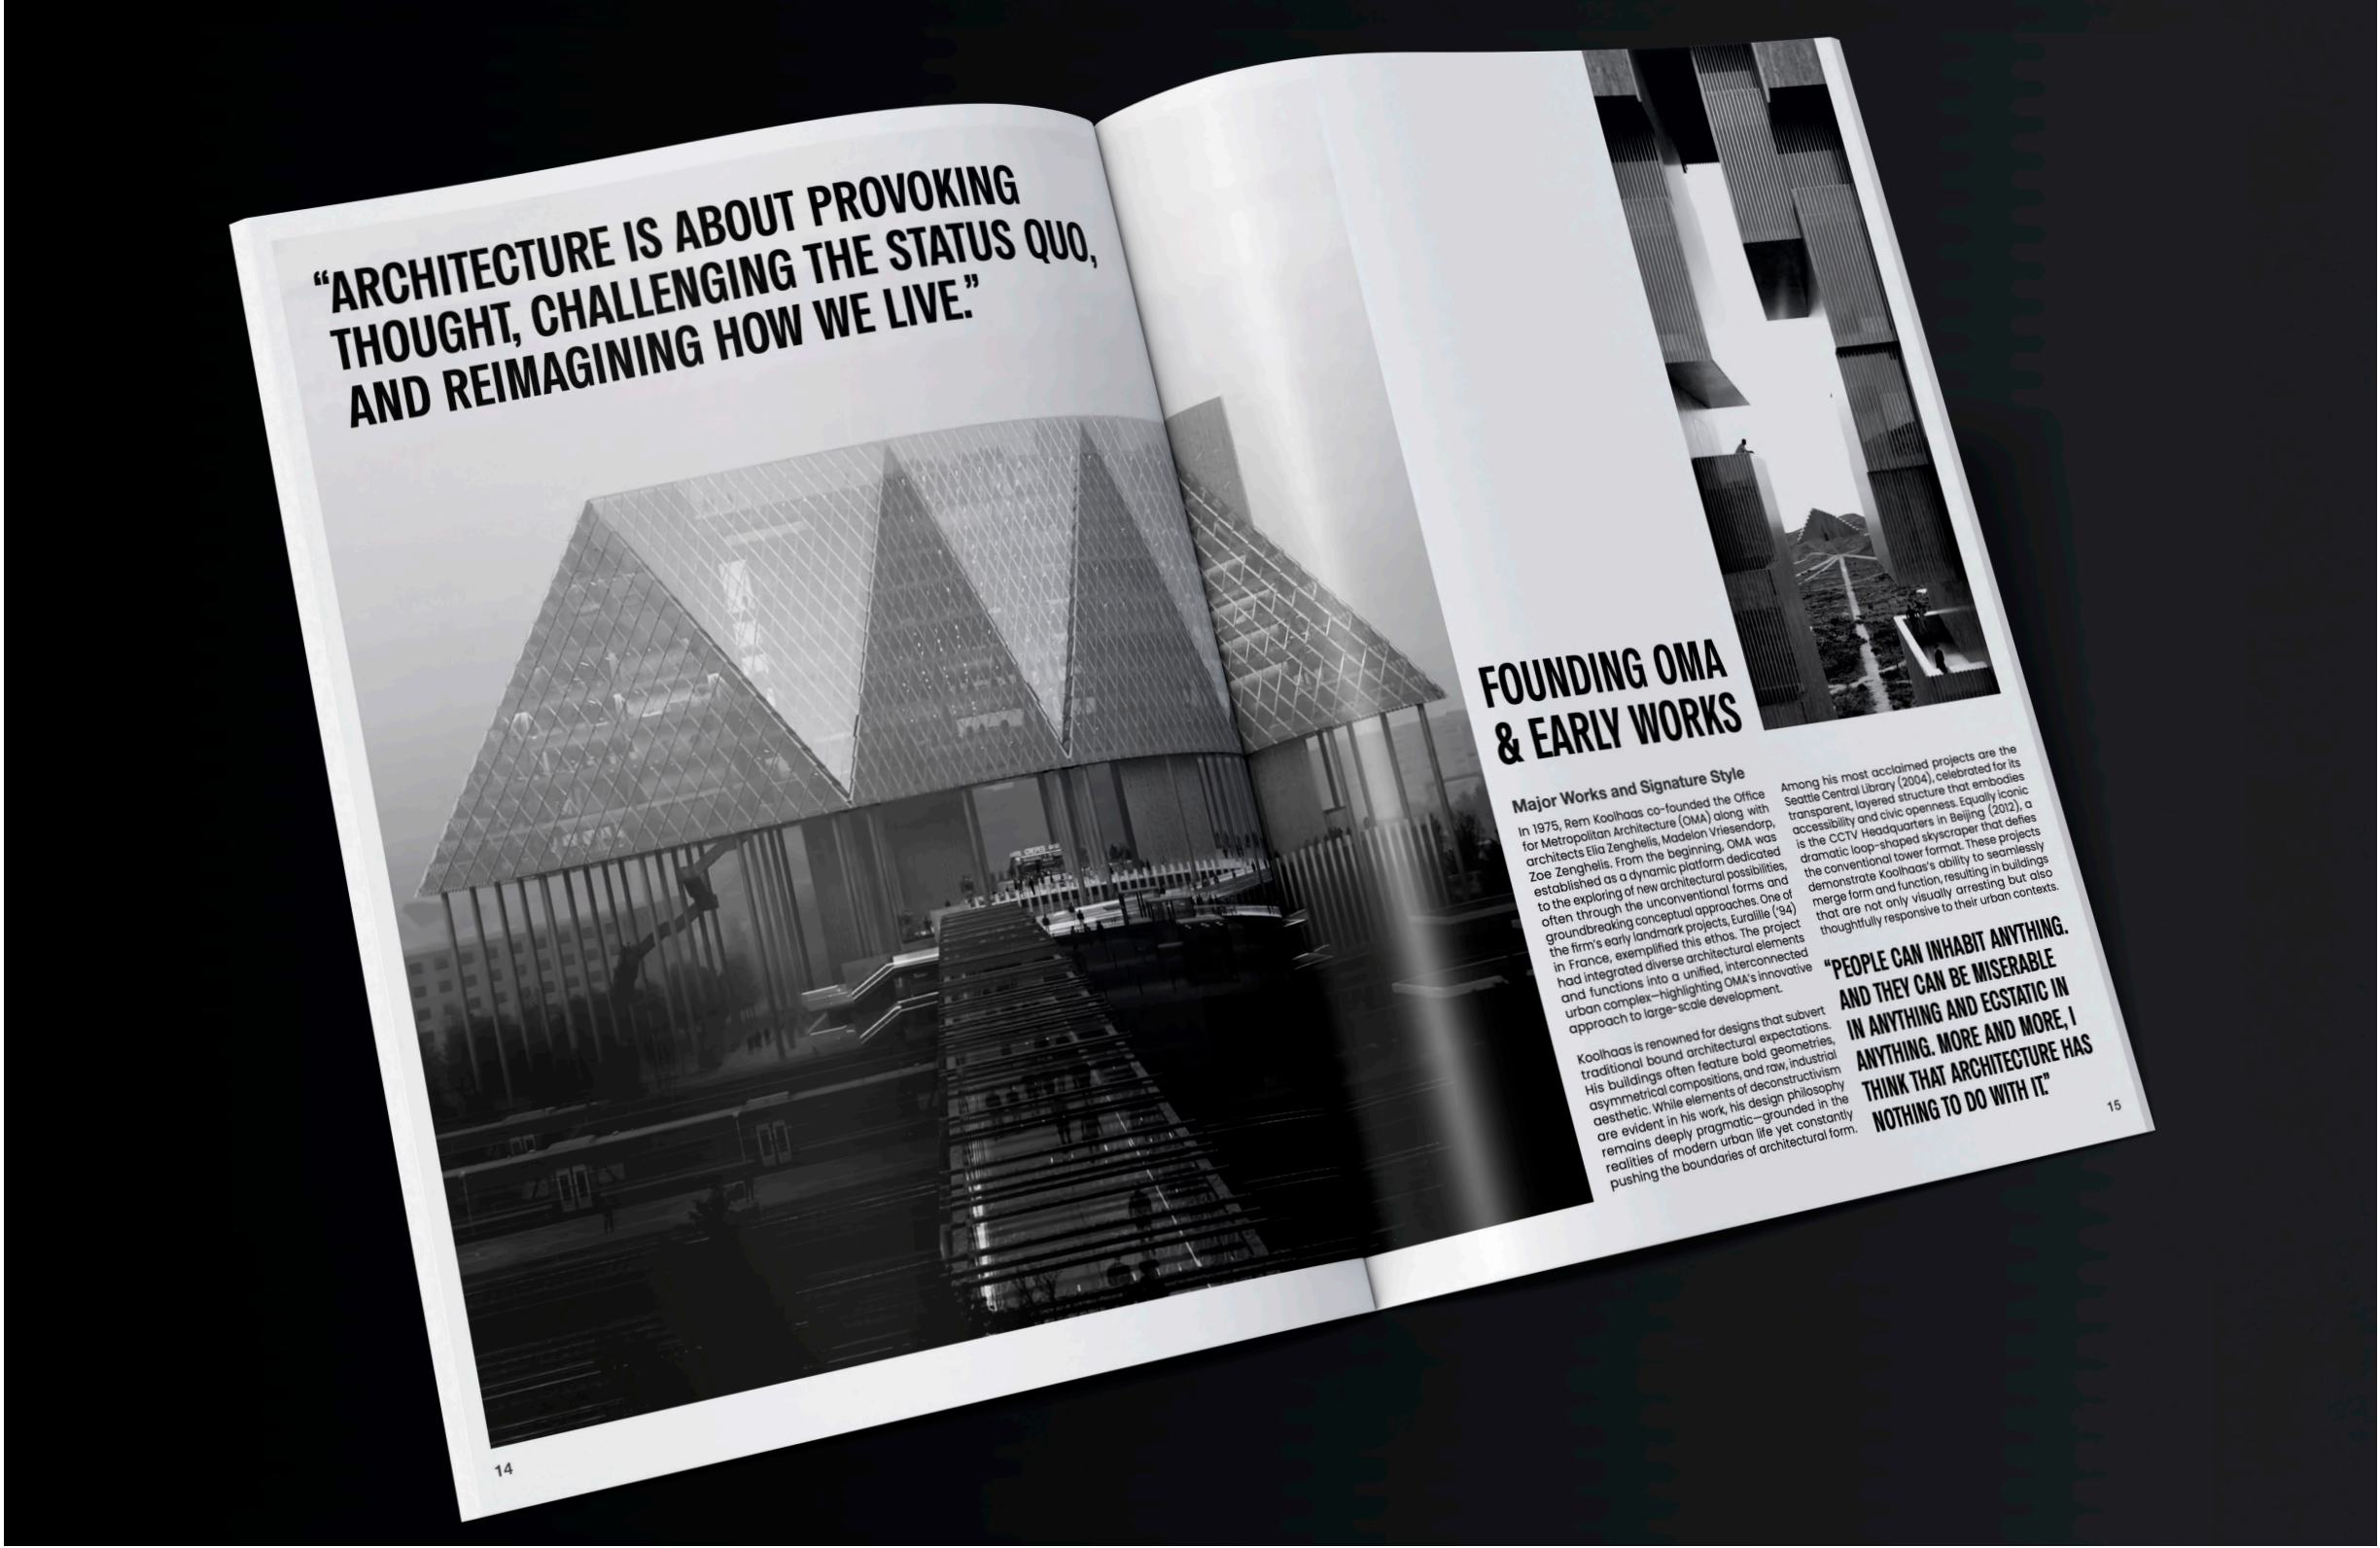 “ARCHITECTURE IS ABOUT PROVOKING
THOUGHT, CHALLENGING THE STATUS QUO,
AND REIMAGINING HOW WE LIVE.”
14
FOUNDING OMA
& EARLY WORKS
Major Works and Signature Style
In 1975, Rem Koolhaas co-founded the Office
for Metropolitan Architecture (OMA) along with
architects Elia Zenghelis, Madelon Vriesendorp,
Zoe Zenghelis. From the beginning, OMA was
established as a dynamic platform dedicated
to the exploring of new architectural possibilities,
often through the unconventional forms and
groundbreaking conceptual approaches. One of
the firm's early landmark projects, Euralille ('94)
in France, exemplified this ethos. The project
had integrated diverse architectural elements
and functions into a unified, interconnected
urban complex—highlighting OMA's innovative
approach to large-scale development.
Koolhaas is renowned for designs that subvert
traditional bound architectural expectations.
His buildings often feature bold geometries,
asymmetrical compositions, and raw, industrial
aesthetic. While elements of deconstructivism
are evident in his work, his design philosophy
remains deeply pragmatic—grounded in the
realities of modern urban life yet constantly
pushing the boundaries of architectural form.
Among his most acclaimed projects are the
Seattle Central Library (2004), celebrated for its
transparent, layered structure that embodies
accessibility and civic openness. Equally iconic
is the CCTV Headquarters in Beijing (2012), a
dramatic loop-shaped skyscraper that defies
the conventional tower format. These projects
demonstrate Koolhaas's ability to seamlessly
merge form and function, resulting in buildings
that are not only visually arresting but also
thoughtfully responsive to their urban contexts.
“PEOPLE CAN INHABIT ANYTHING.
AND THEY CAN BE MISERABLE
IN ANYTHING AND ECSTATIC IN
ANYTHING. MORE AND MORE, I
THINK THAT ARCHITECTURE HAS
NOTHING TO DO WITH IT.”
15